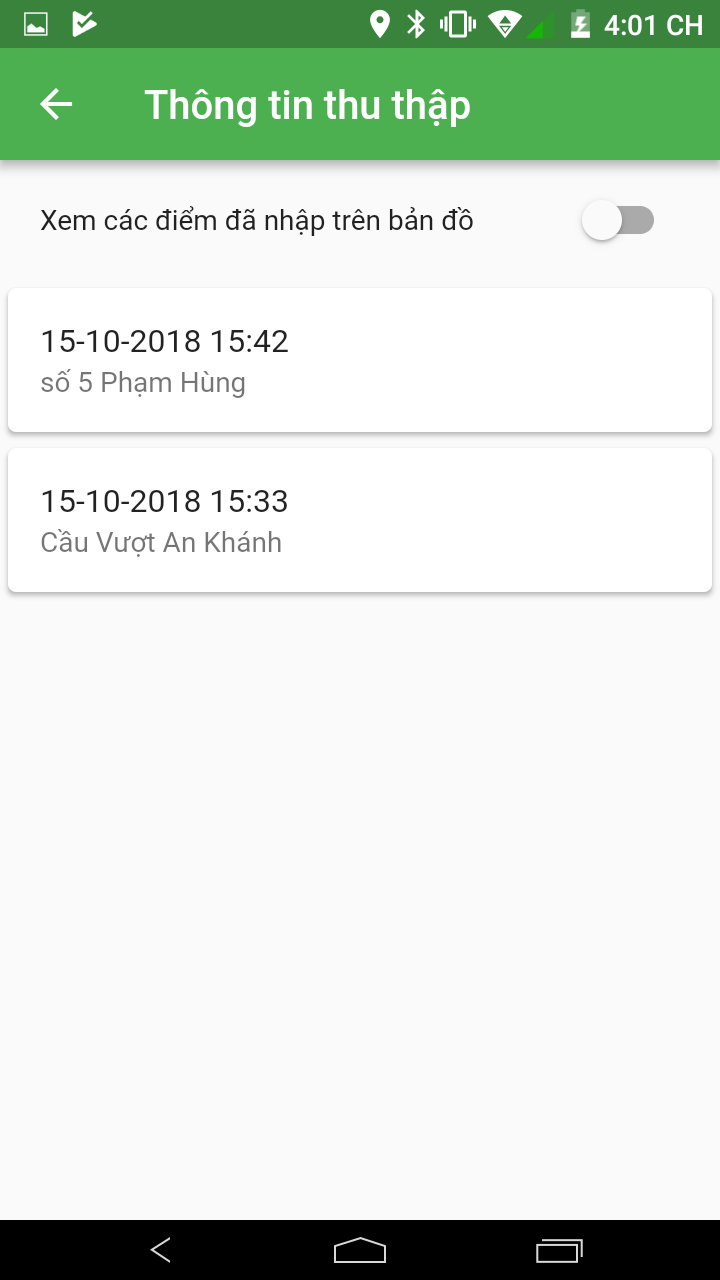 4:01 CH
Thông tin thu thập
Xem các điểm đã nhập trên bản đồ
15-10-2018 15:42
số 5 Phạm Hùng
15-10-2018 15:33
Cầu Vượt An Khánh